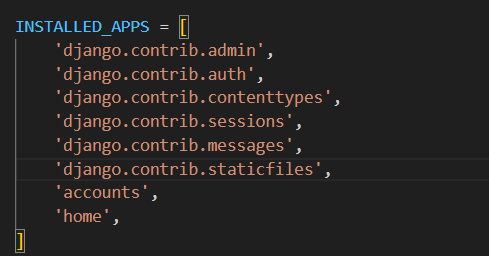 INSTALLED_APPS = [
    'django.contrib.admin',
    'django.contrib.auth',
    'django.contrib.contenttypes',
    'django.contrib.sessions',
    'django.contrib.messages',
    'django.contrib.staticfiles',
    'accounts',
    'home',
]